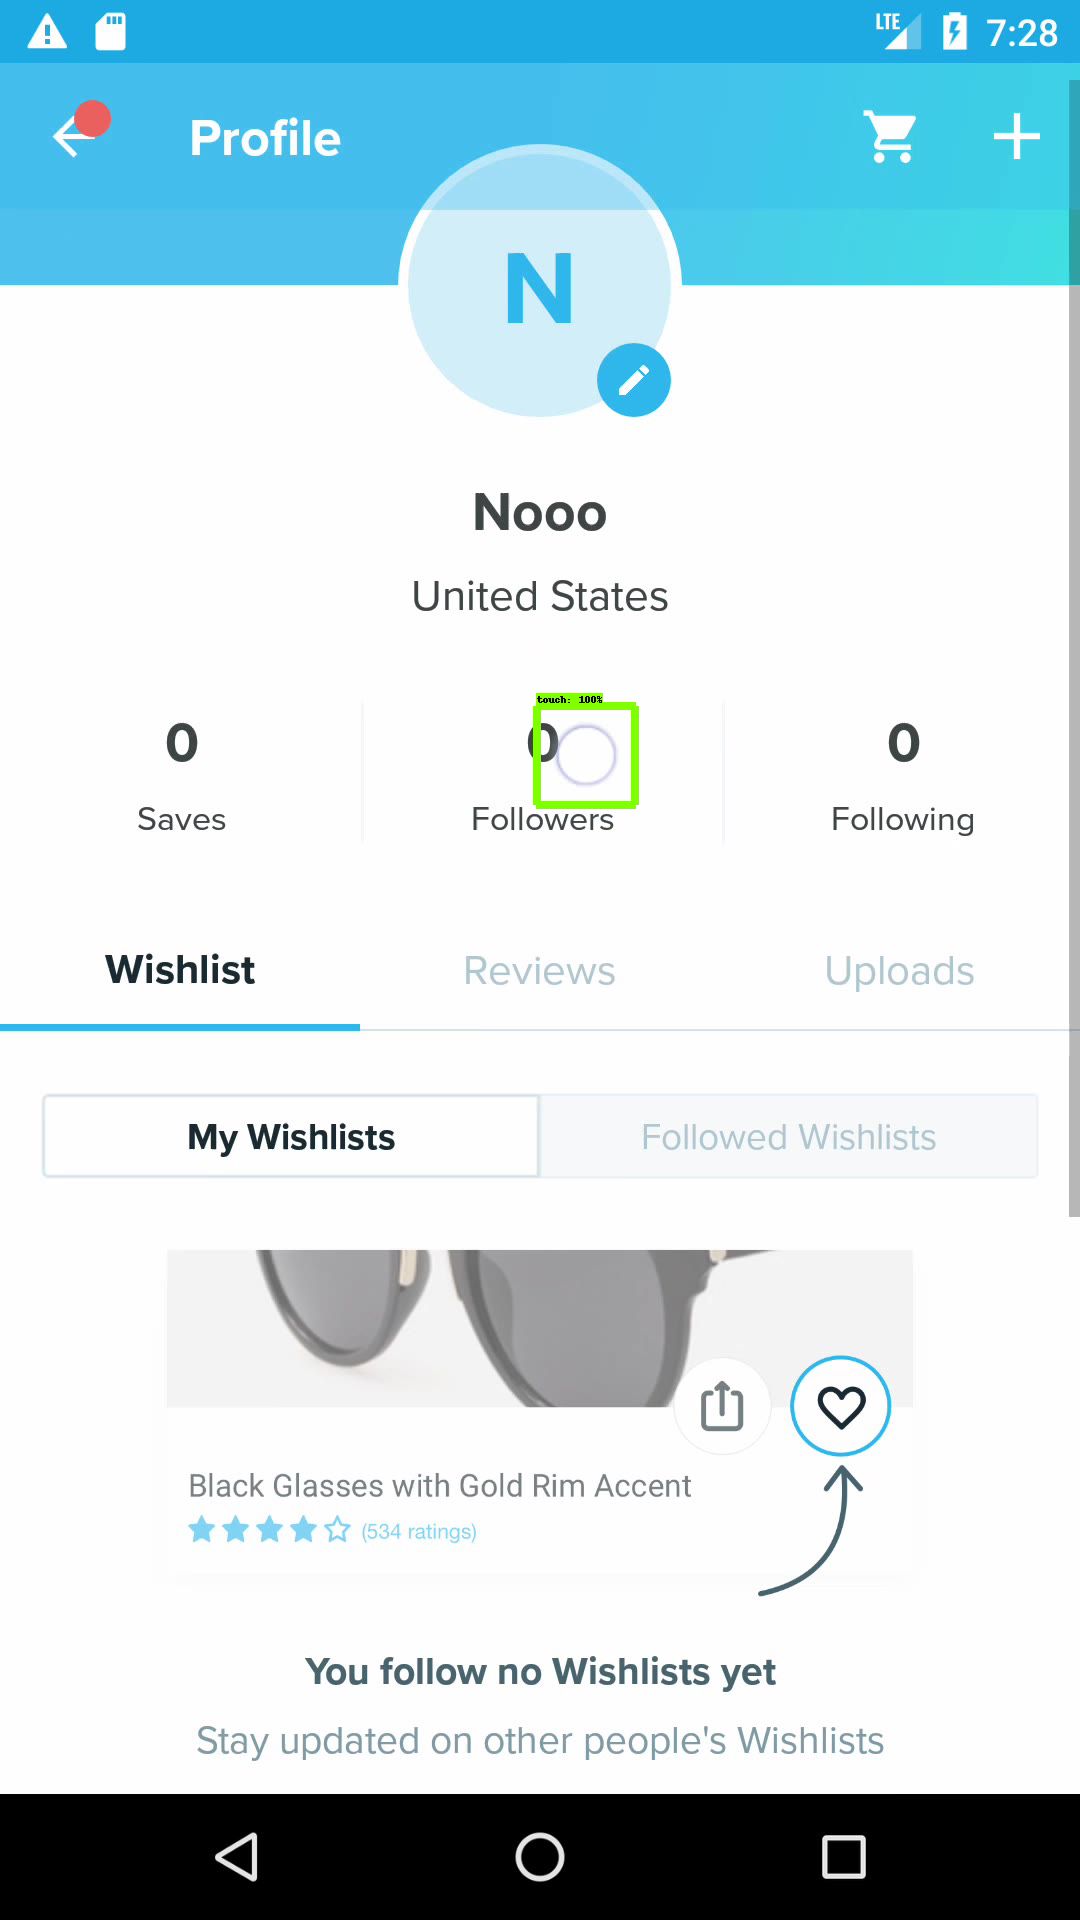 LTE 7:28
Profile
N
Nooo
United States
touch: 100%
0 0 0
Saves Followers Following
Wishlist Reviews Uploads
My Wishlists Followed Wishlists
Black Glasses with Gold Rim Accent
(534 ratings)
You follow no Wishlists yet
Stay updated on other people's Wishlists